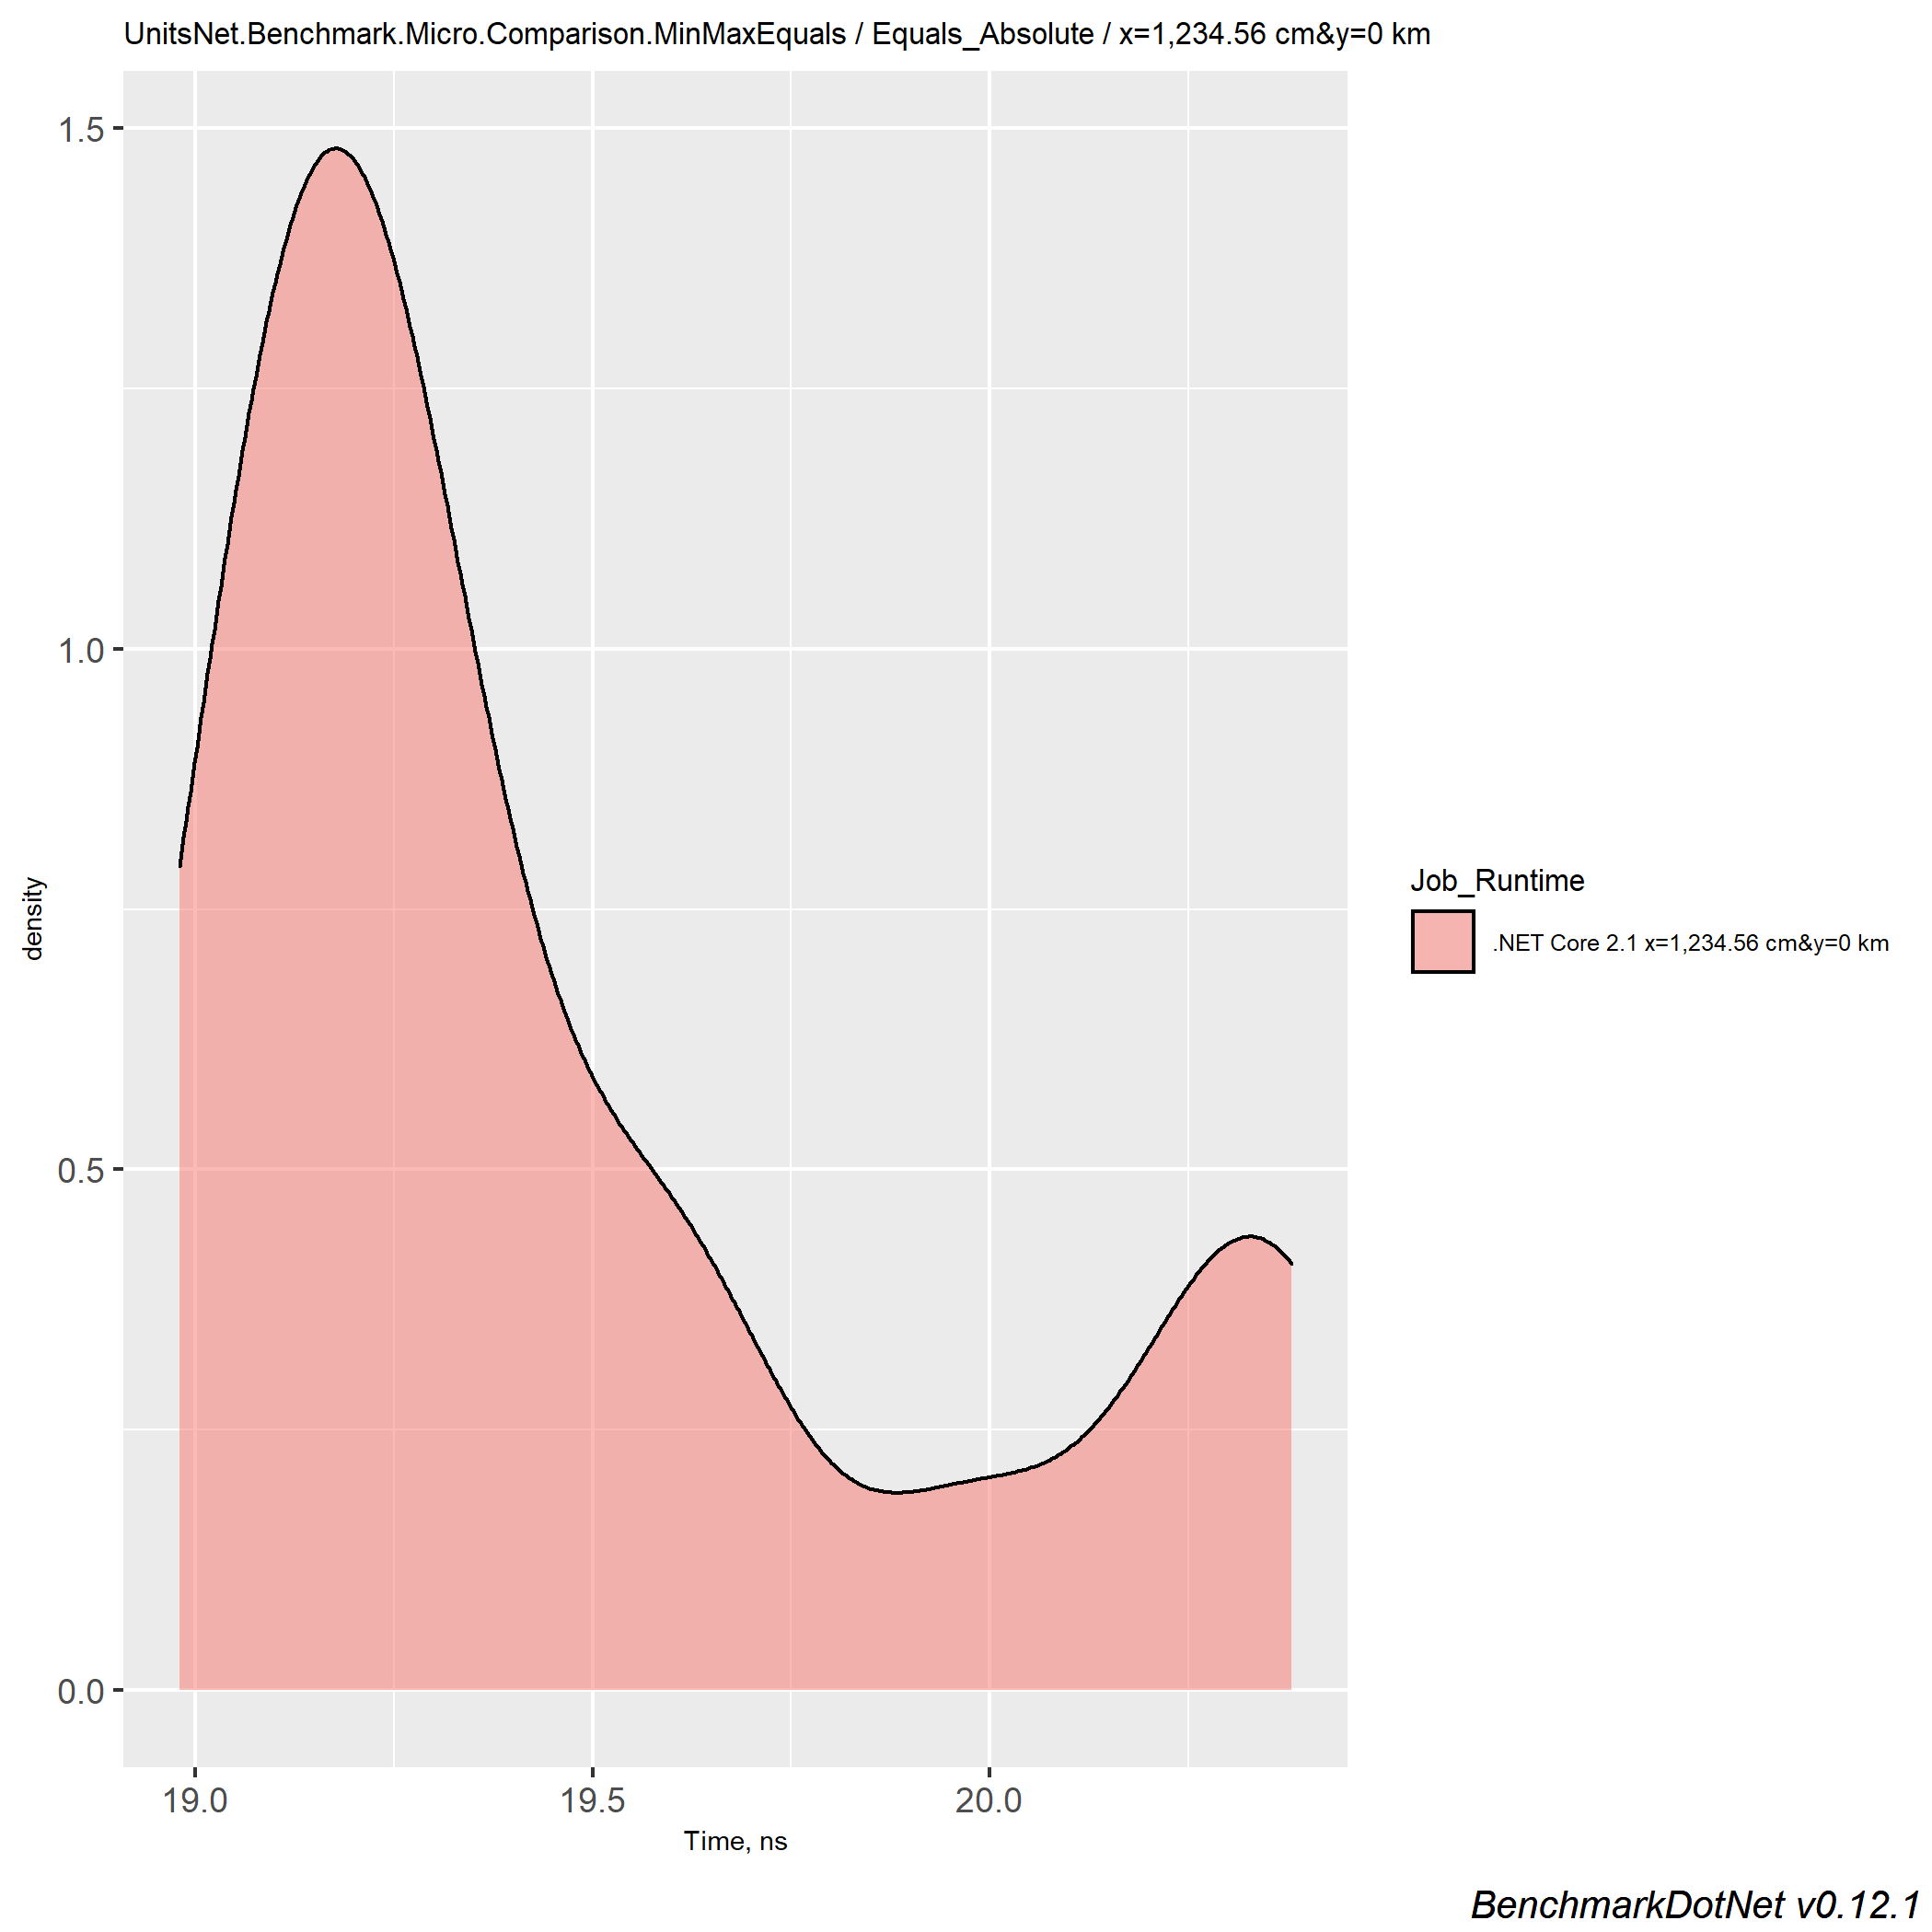 UnitsNet.Benchmark.Micro.Comparison.MinMaxEquals / Equals_Absolute / x=1,234.56 cm&y=0 km
1.5
1.0
0.5
0.0
density
19.0 19.5 20.0
Time, ns
Job_Runtime
.NET Core 2.1 x=1,234.56 cm&y=0 km
BenchmarkDotNet v0.12.1